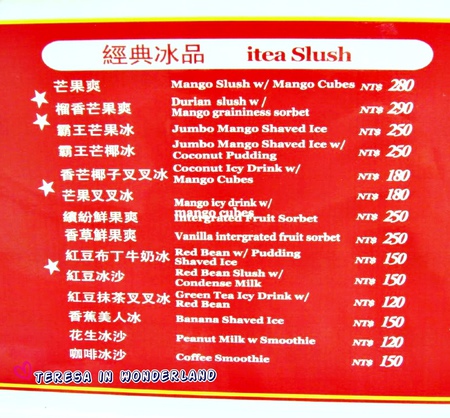 經典冰品 itea Slush
芒果爽 Mango Slush w/ Mango Cubes NT$ 280
榴香芒果爽 Durian slush w/
Mango graininess sorbet NT$ 290
霸王芒果冰 Jumbo Mango Shaved Ice NT$ 250
霸王芒椰冰 Jumbo Mango Shaved Ice w/
Coconut Pudding NT$ 250
香芒椰子叉叉冰 Coconut Icy Drink w/
Mango Cubes NT$ 180
芒果叉叉冰 Mango icy drink w/
mango cubes NT$ 180
繽紛鮮果爽 Intergrated Fruit Sorbet NT$ 250
香草鮮果爽 Vanilla intergrated fruit sorbet NT$ 250
紅豆布丁牛奶冰 Red Bean w/ Pudding
Shaved Ice NT$ 150
紅豆冰沙 Red Bean Slush w/
Condense Milk NT$ 150
紅豆抹茶叉叉冰 Green Tea Icy Drink w/
Red Bean NT$ 120
香蕉美人冰 Banana Shaved Ice NT$ 150
花生冰沙 Peanut Milk w Smoothie NT$ 120
咖啡冰沙 Coffee Smoothie NT$ 150
TERESA IN WONDERLAND